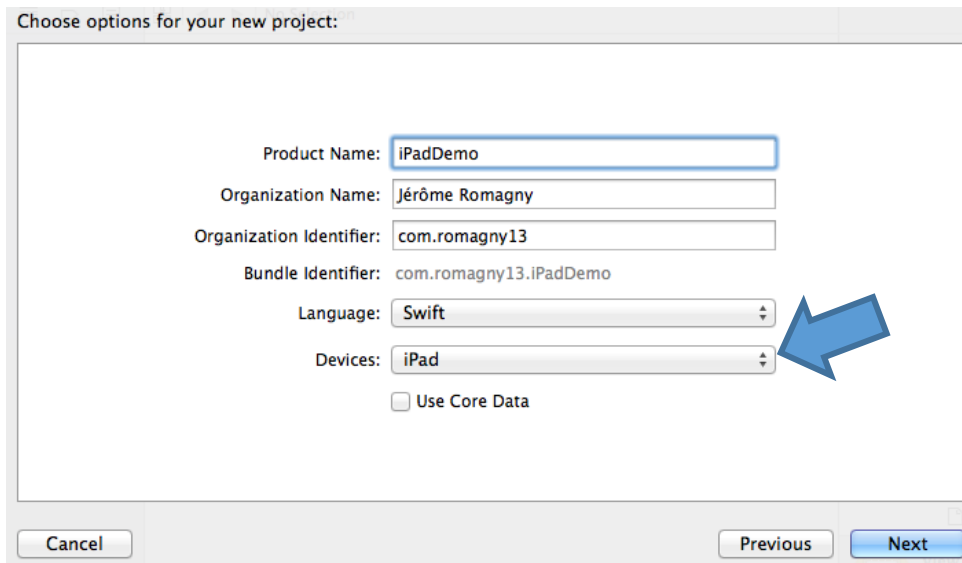 Choose options for your new project:
Product Name: iPadDemo
Organization Name: Jérôme Romagny
Organization Identifier: com.romagny13
Bundle Identifier: com.romagny13.iPadDemo
Language: Swift
Devices: iPad
Use Core Data
Cancel Previous Next